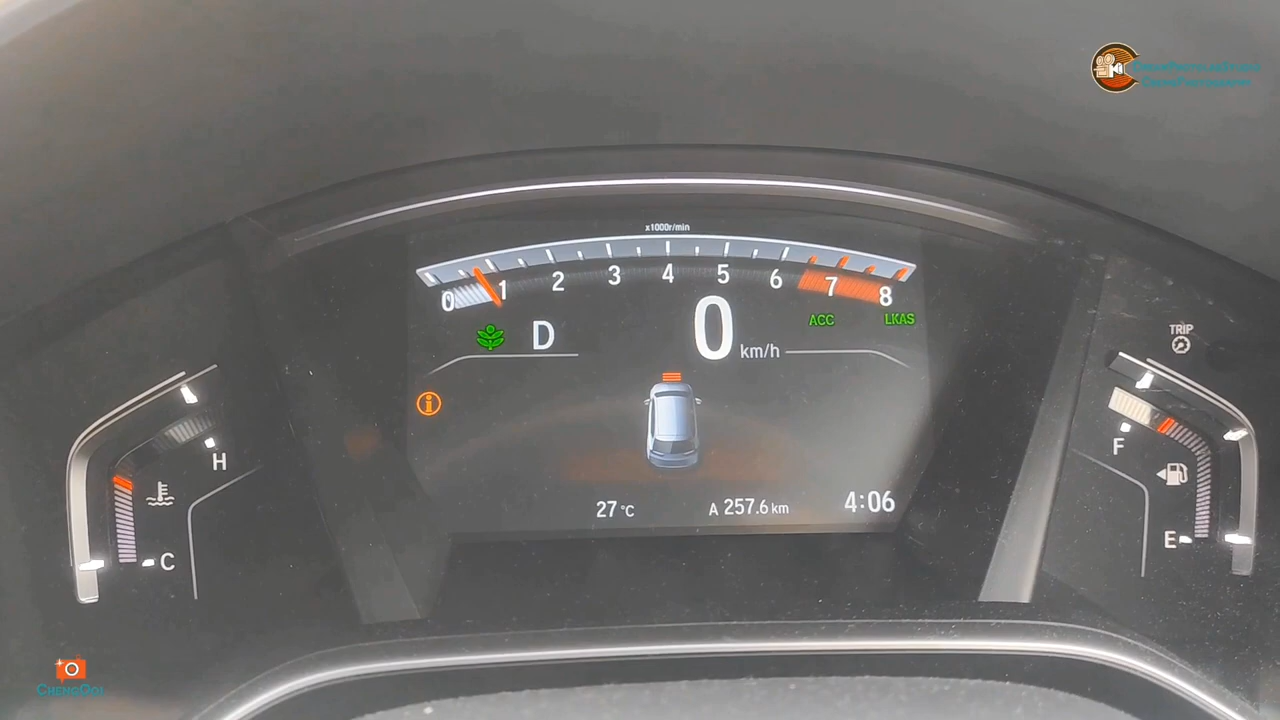 x1000r/min
0 1 2 3 4 5 6 7 8
D 0 km/h ACC LKAS
TRIP
H
F
C
E
27°C A 257.6 km 4:06
ChengOoi